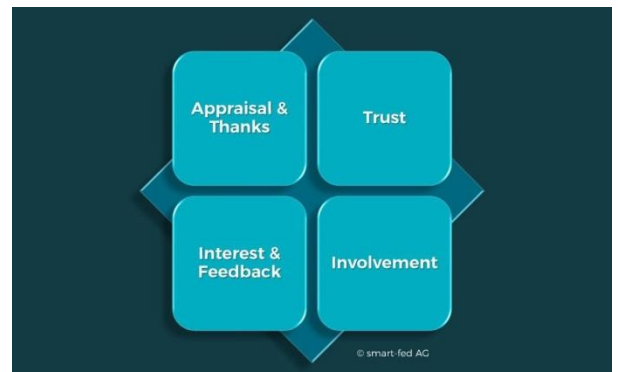 Appraisal &
Thanks
Trust
Interest &
Feedback
Involvement
© smart-fed AG